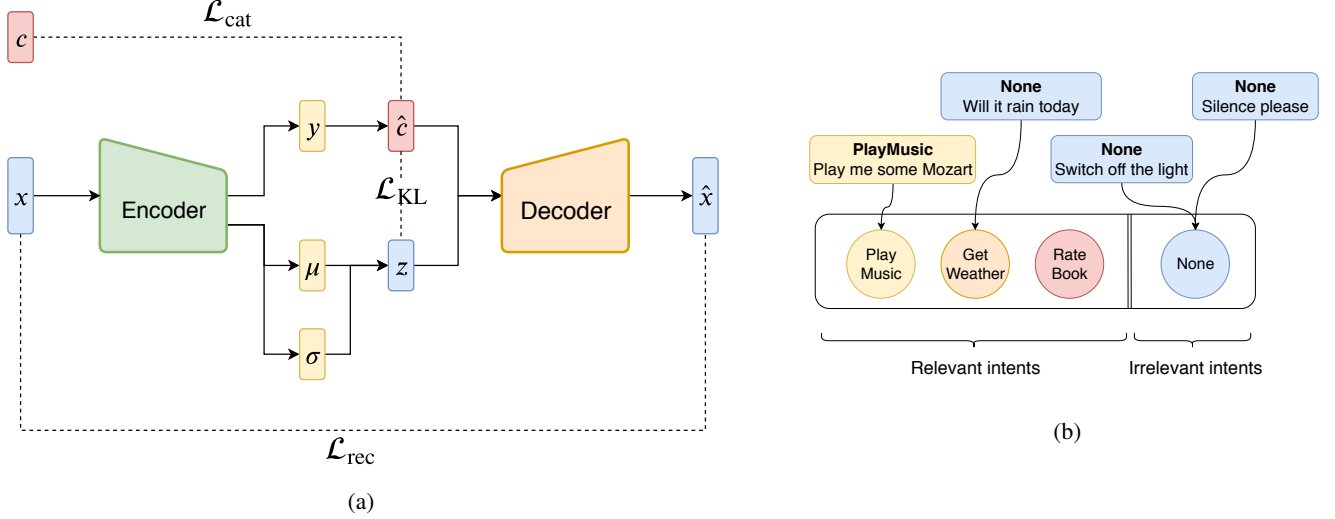 ℒcat
c
y
ĉ
x
Encoder
ℒKL
Decoder
x̂
μ
z
σ
ℒrec
(a)
None
Will it rain today
None
Silence please
PlayMusic
Play me some Mozart
None
Switch off the light
Play
Music
Get
Weather
Rate
Book
None
Relevant intents
Irrelevant intents
(b)